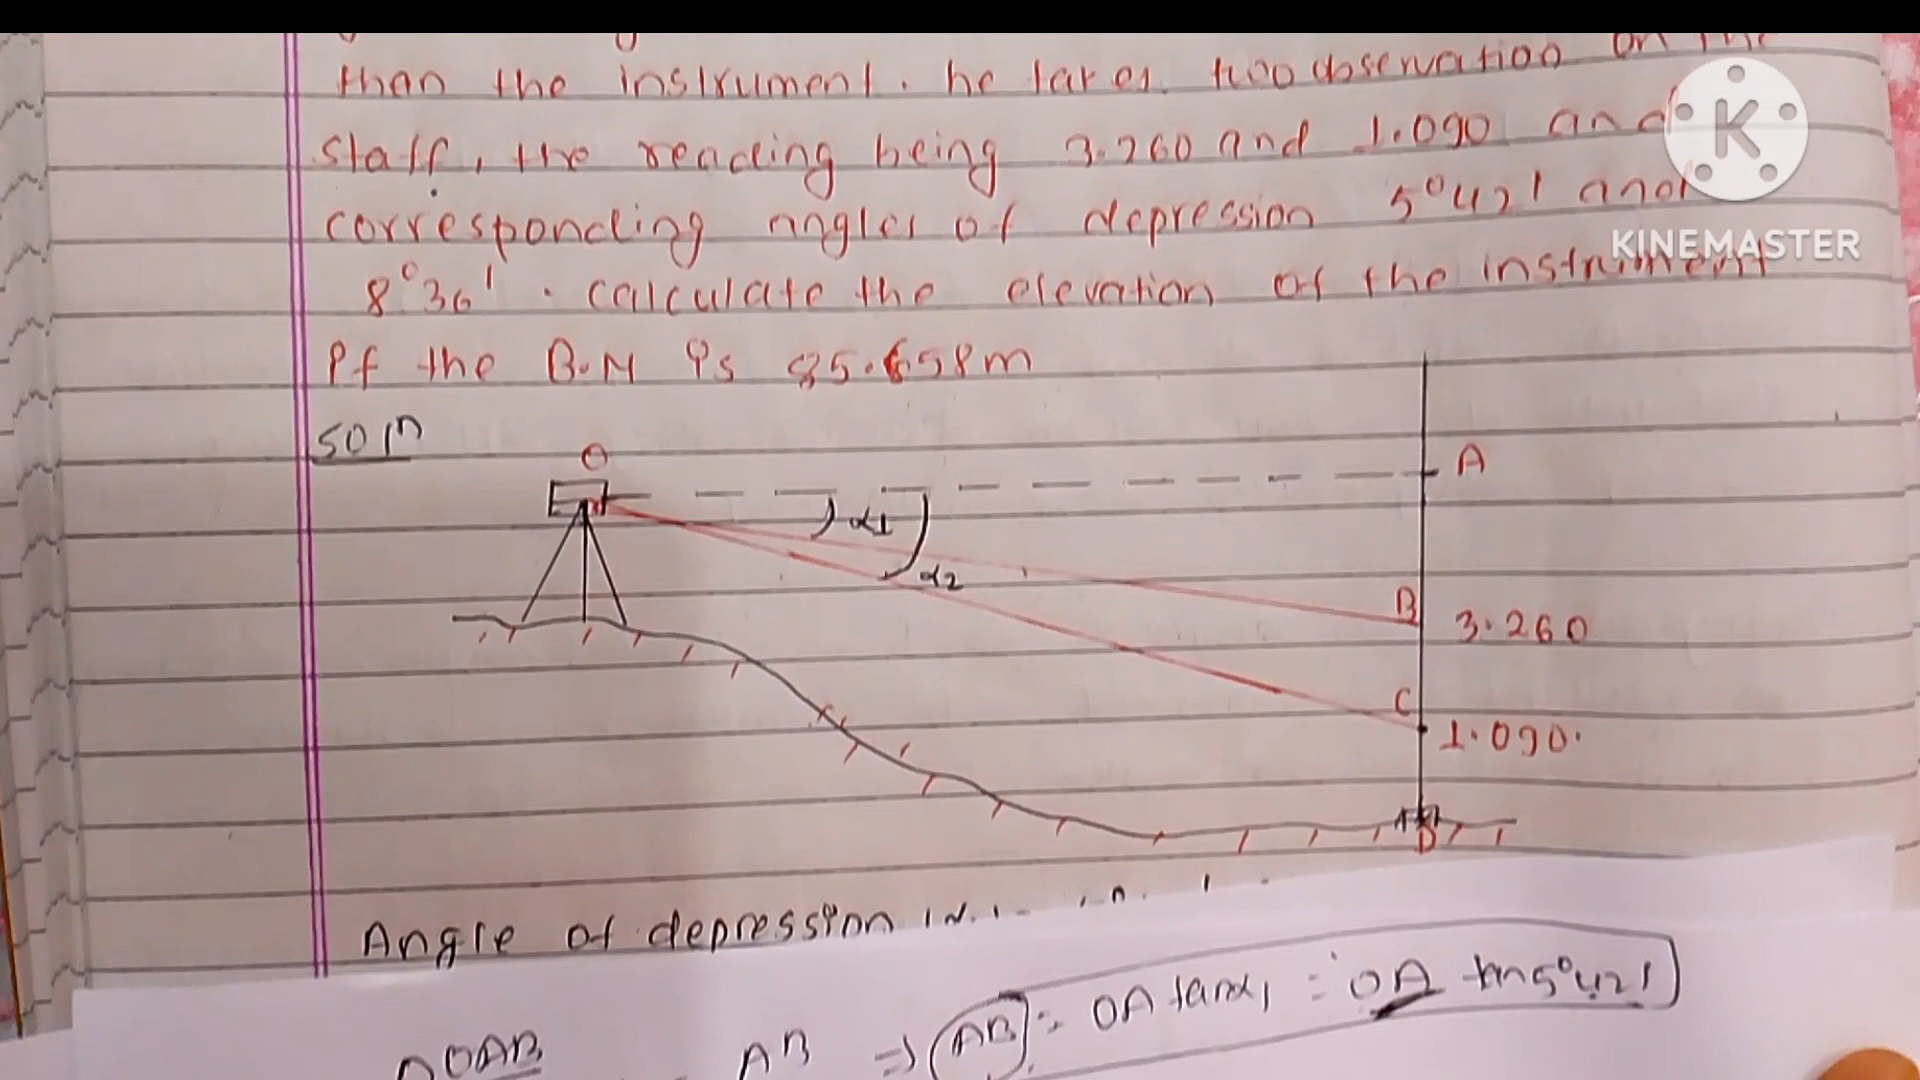 than the instrument. he takes two observation on the
staff, the reading being 3.260 and 1.090 and
corresponding angles of depression 5°42' and
8°36'. calculate the elevation of the instrument
if the B.M is 85.658m
K
KINEMASTER
Soln
O
A
α1
α2
B
3.260
C
1.090.
D
Angle of depression
= OA tanα1 = OA tan5°42'
ΔOAB
AB ⇒ AB